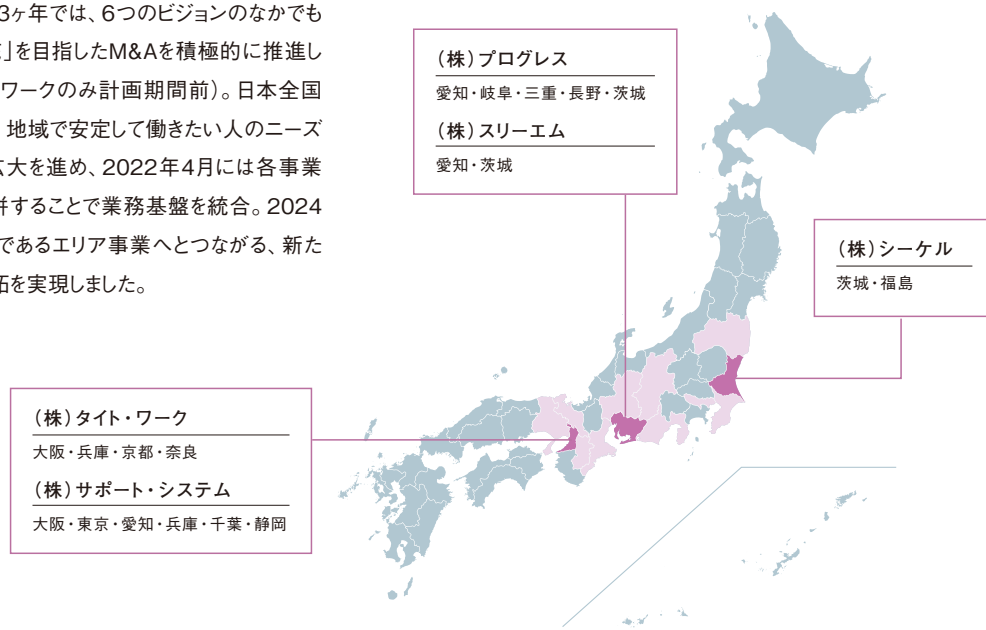 3ヶ年では、6つのビジョンのなかでも
」を目指したM&Aを積極的に推進し
ワークのみ計画期間前)。日本全国
地域で安定して働きたい人のニーズ
広大を進め、2022年4月には各事業
併することで業務基盤を統合。2024
であるエリア事業へとつながる、新た
拓を実現しました。
(株)プログレス
愛知・岐阜・三重・長野・茨城
(株)スリーエム
愛知・茨城
(株)シーケル
茨城・福島
(株)タイト・ワーク
大阪・兵庫・京都・奈良
(株)サポート・システム
大阪・東京・愛知・兵庫・千葉・静岡